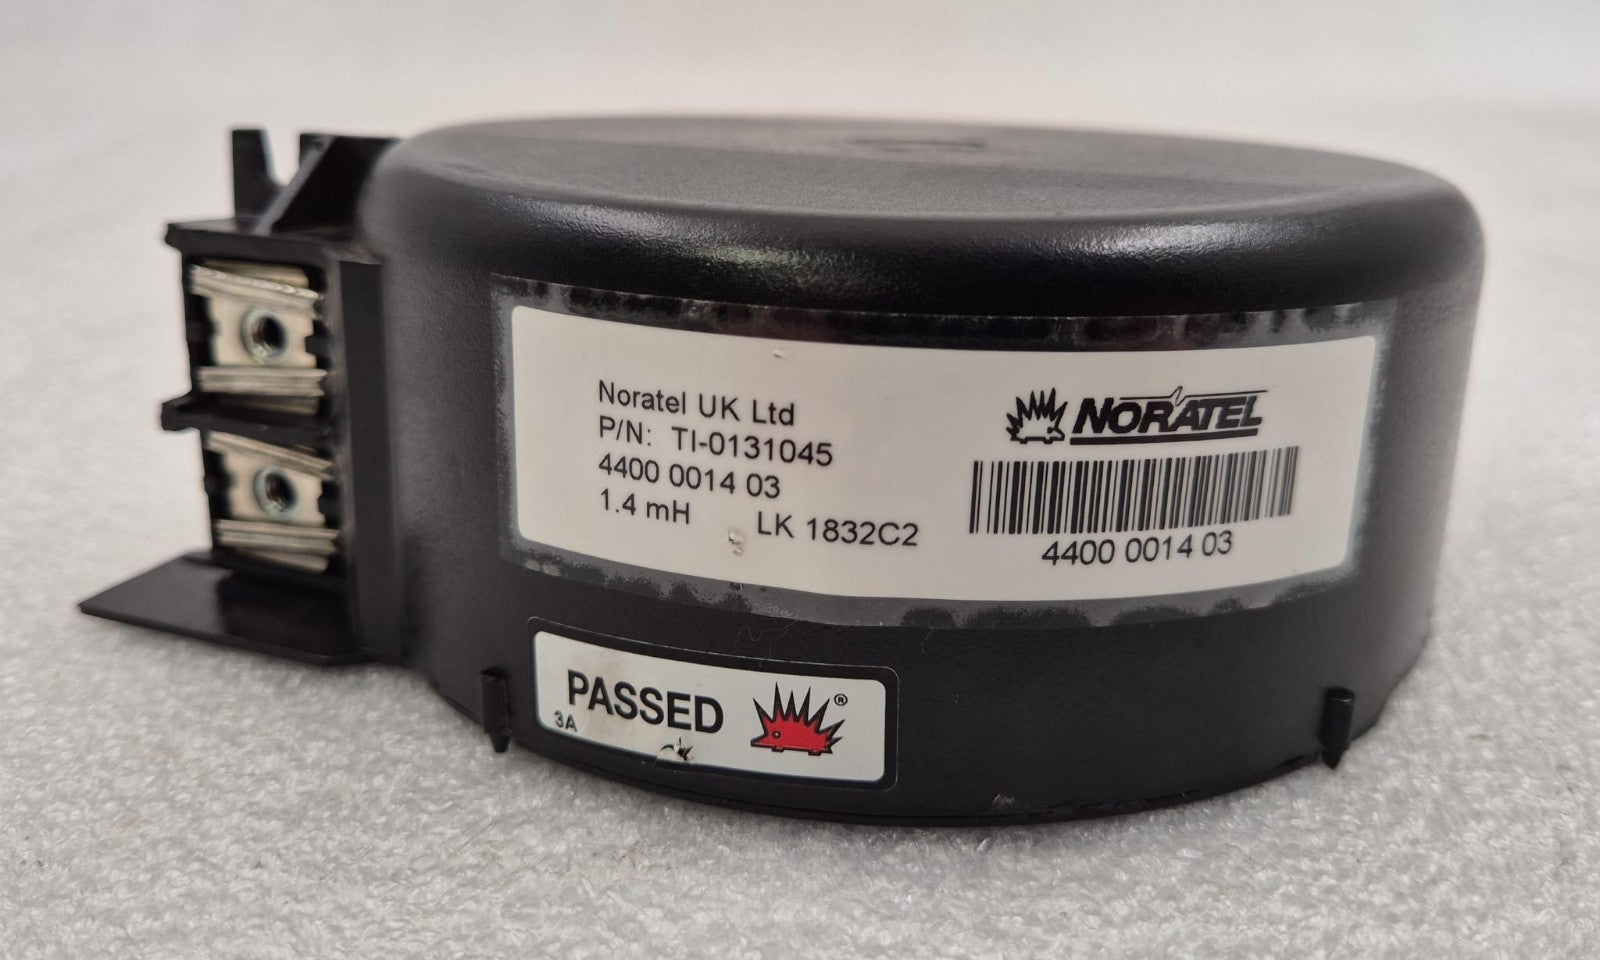 Noratel UK Ltd
P/N: TI-0131045
4400 0014 03
1.4 mH LK 1832C2
NORATEL
4400 0014 03
PASSED
3A
®